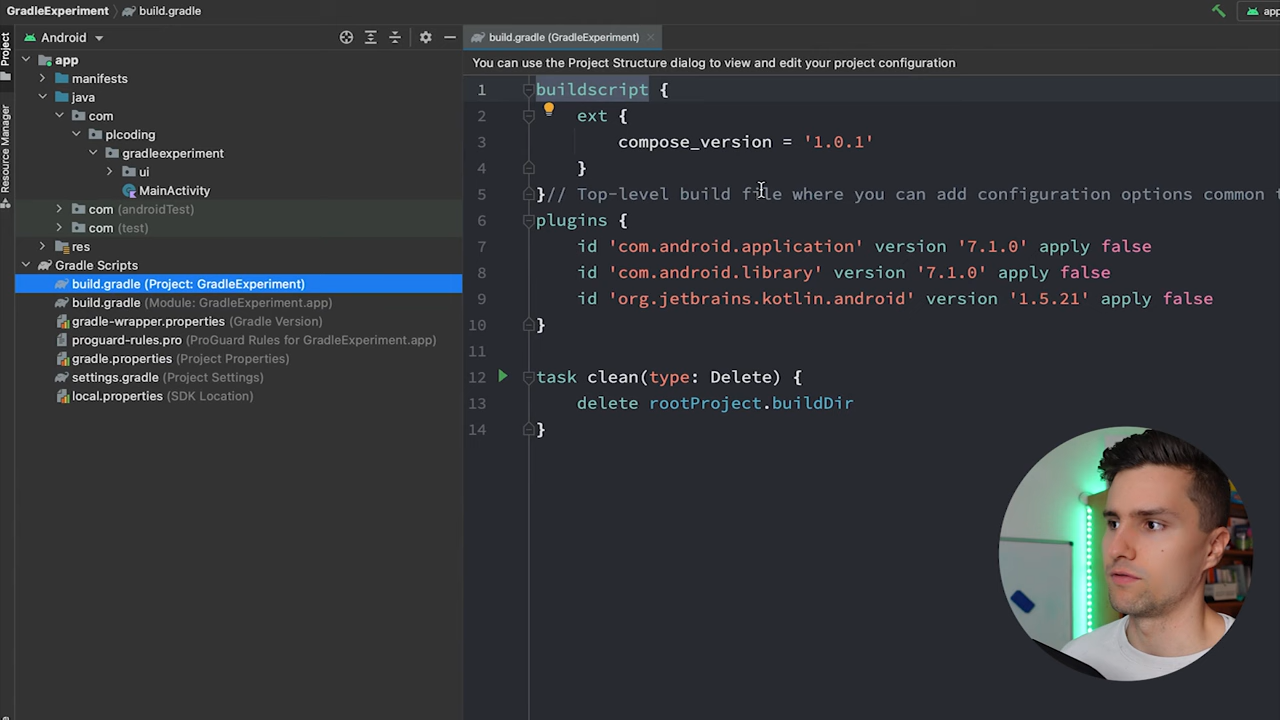 GradleExperiment
build.gradle
app
Android
build.gradle (GradleExperiment)
Project
Resource Manager
You can use the Project Structure dialog to view and edit your project configuration
app
manifests
java
com
plcoding
gradleexperiment
ui
MainActivity
com (androidTest)
com (test)
res
Gradle Scripts
build.gradle (Project: GradleExperiment)
build.gradle (Module: GradleExperiment.app)
gradle-wrapper.properties (Gradle Version)
proguard-rules.pro (ProGuard Rules for GradleExperiment.app)
gradle.properties (Project Properties)
settings.gradle (Project Settings)
local.properties (SDK Location)
1 buildscript {
2 ext {
3 compose_version = '1.0.1'
4 }
5 }// Top-level build file where you can add configuration options common t
6 plugins {
7 id 'com.android.application' version '7.1.0' apply false
8 id 'com.android.library' version '7.1.0' apply false
9 id 'org.jetbrains.kotlin.android' version '1.5.21' apply false
10 }
11
12 task clean(type: Delete) {
13 delete rootProject.buildDir
14 }